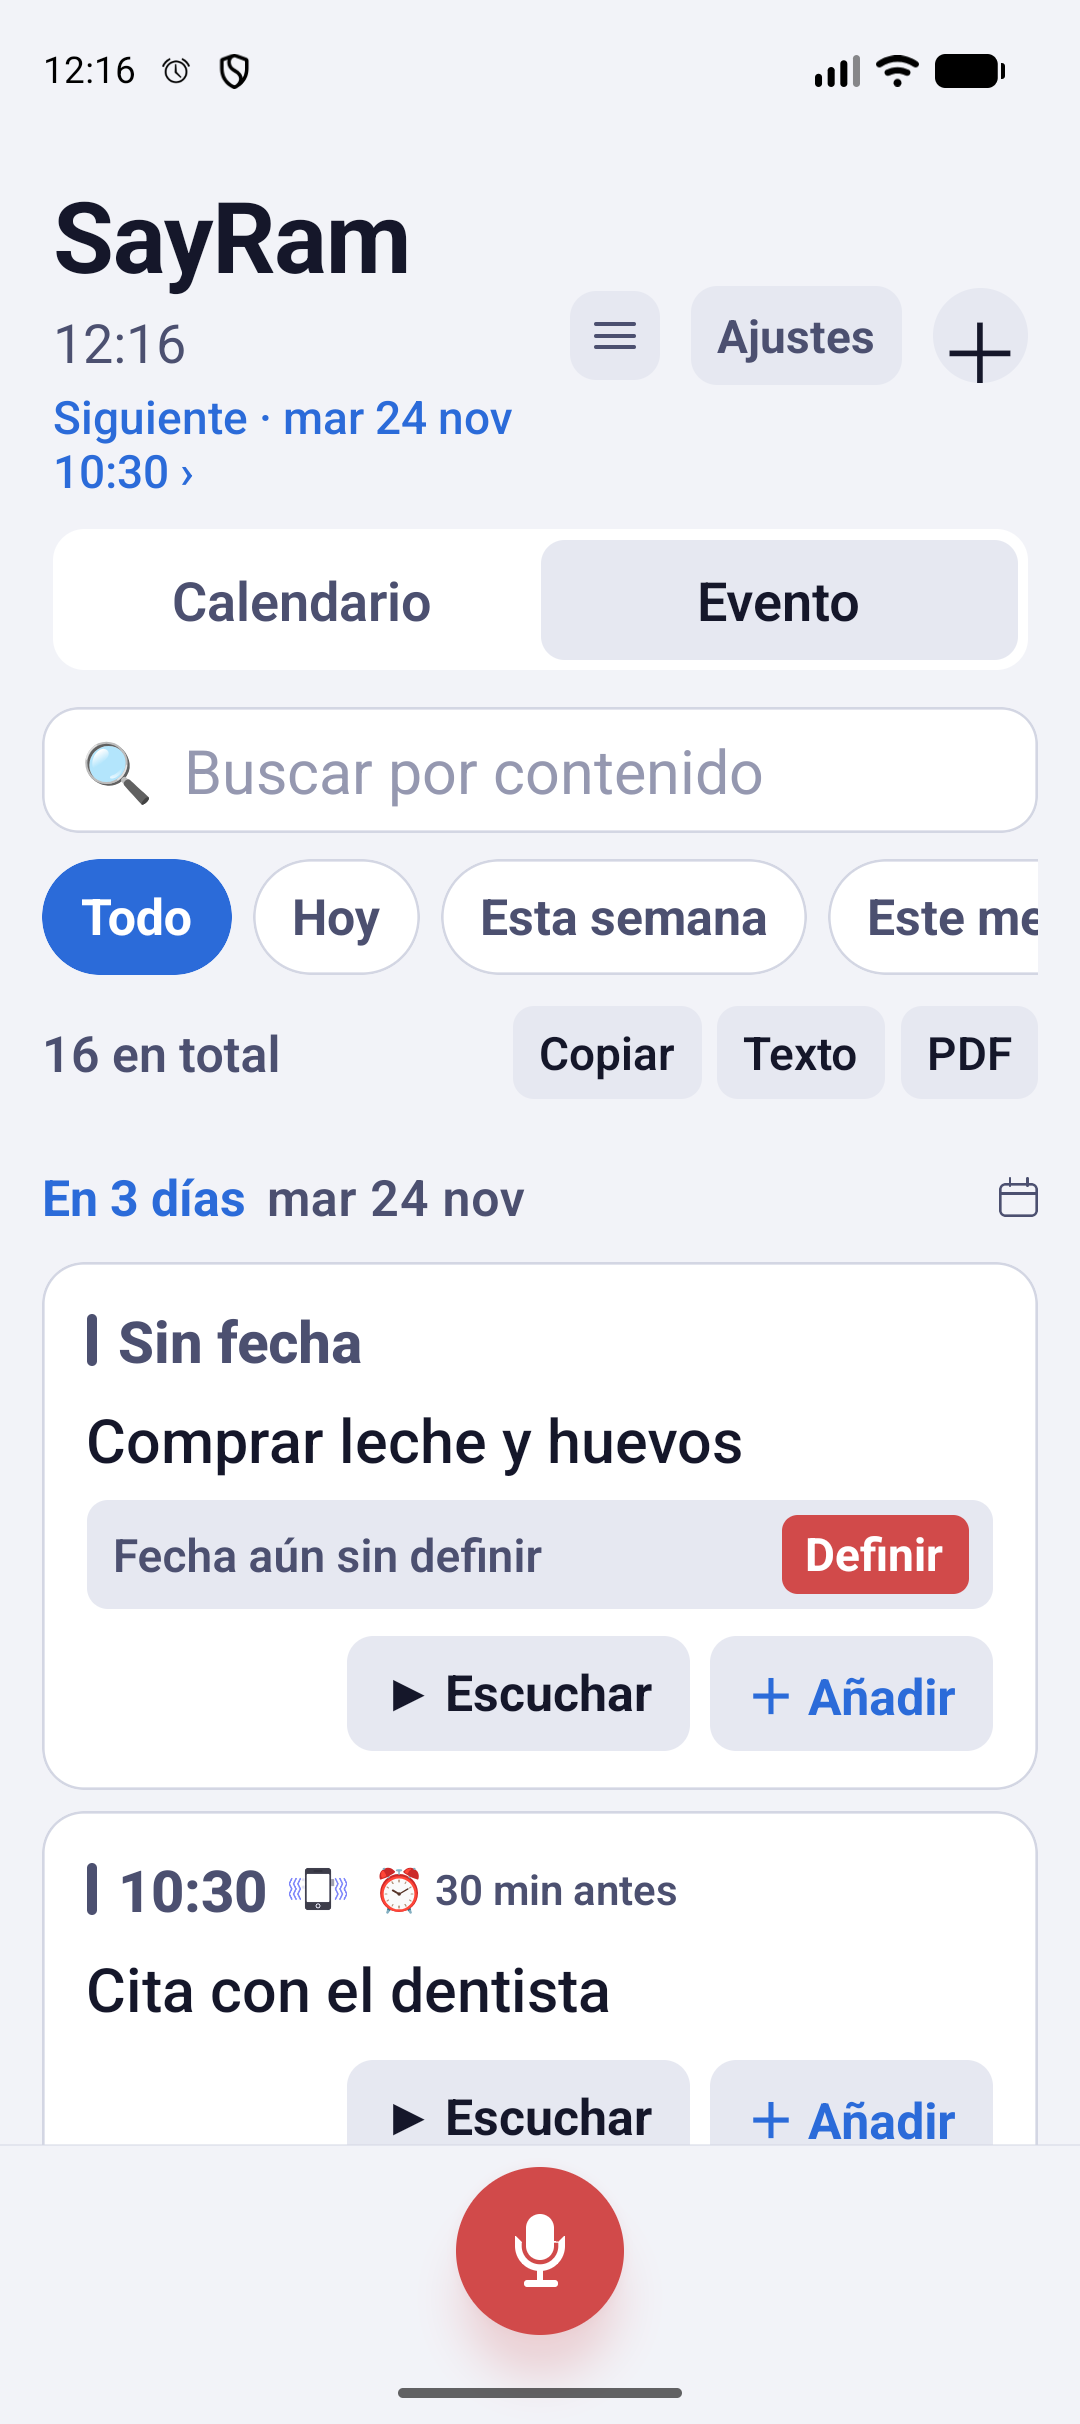 12:16
SayRam
12:16
Siguiente · mar 24 nov
10:30 ›
Ajustes
Calendario
Evento
Buscar por contenido
Todo
Hoy
Esta semana
Este me
16 en total
Copiar
Texto
PDF
En 3 días mar 24 nov
Sin fecha
Comprar leche y huevos
Fecha aún sin definir
Definir
▶ Escuchar
+ Añadir
10:30
30 min antes
Cita con el dentista
▶ Escuchar
+ Añadir